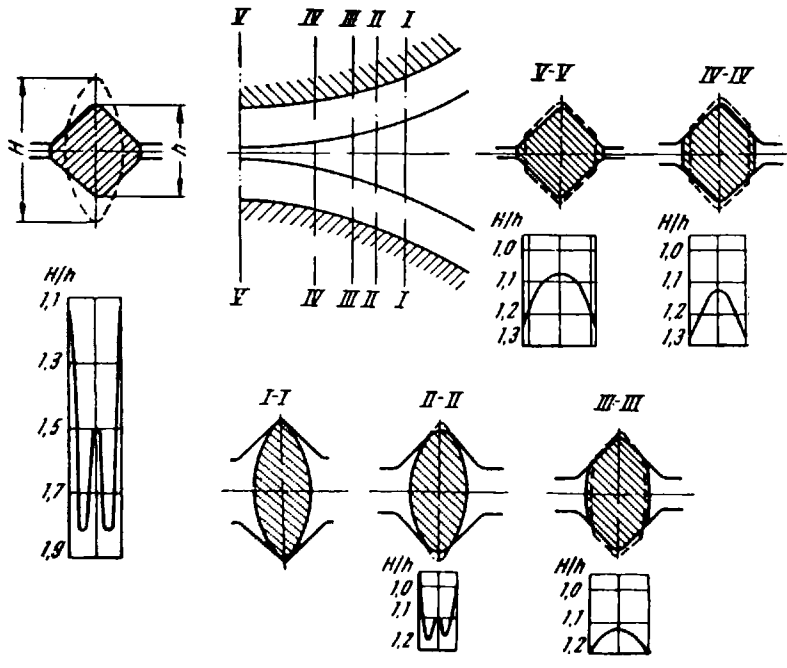 V IV III II I
H
h
V IV III II I
V-V
IV-IV
H/h
1,0
1,1
1,2
1,3
H/h
1,0
1,1
1,2
1,3
H/h
1,1
1,3
1,5
1,7
1,9
I-I
II-II
III-III
H/h
1,0
1,1
1,2
H/h
1,0
1,1
1,2